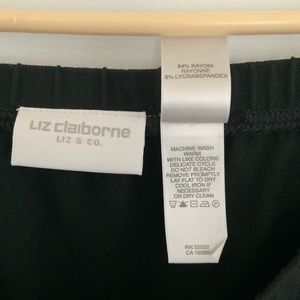 LIZ claiborne
LIZ & CO.
94% RAYON/
RAYONNE
6% LYCRA/SPANDEX
MACHINE WASH
WARM
WITH LIKE COLORS
DELICATE CYCLE
DO NOT BLEACH
REMOVE PROMPTLY
LAY FLAT TO DRY
COOL IRON IF
NECESSARY
OR DRY CLEAN
RN 52002
CA